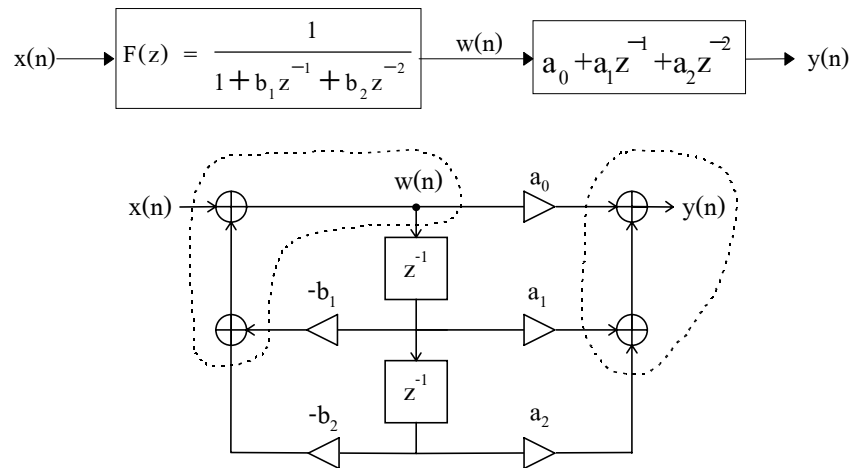 x(n) F(z) = 1 / (1 + b₁z⁻¹ + b₂z⁻²) w(n) a₀ + a₁z⁻¹ + a₂z⁻² y(n)
x(n) w(n) a₀ y(n)
z⁻¹
-b₁ a₁
z⁻¹
-b₂ a₂